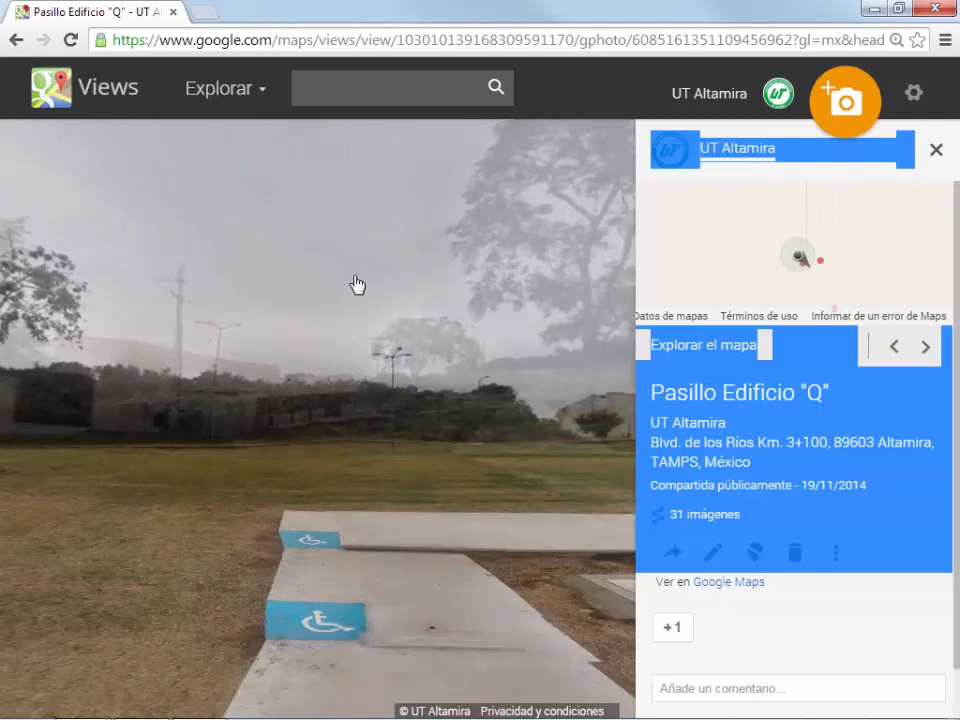 Pasillo Edificio "Q" - UT A
https://www.google.com/maps/views/view/103010139168309591170/gphoto/6085161351109456962?gl=mx&head
Views
Explorar
UT Altamira
UT Altamira
Datos de mapas Términos de uso Informar de un error de Maps
Explorar el mapa
Pasillo Edificio "Q"
UT Altamira
Blvd. de los Ríos Km. 3+100, 89603 Altamira,
TAMPS, México
Compartida públicamente - 19/11/2014
31 imágenes
Ver en Google Maps
+1
Añade un comentario...
© UT Altamira Privacidad y condiciones